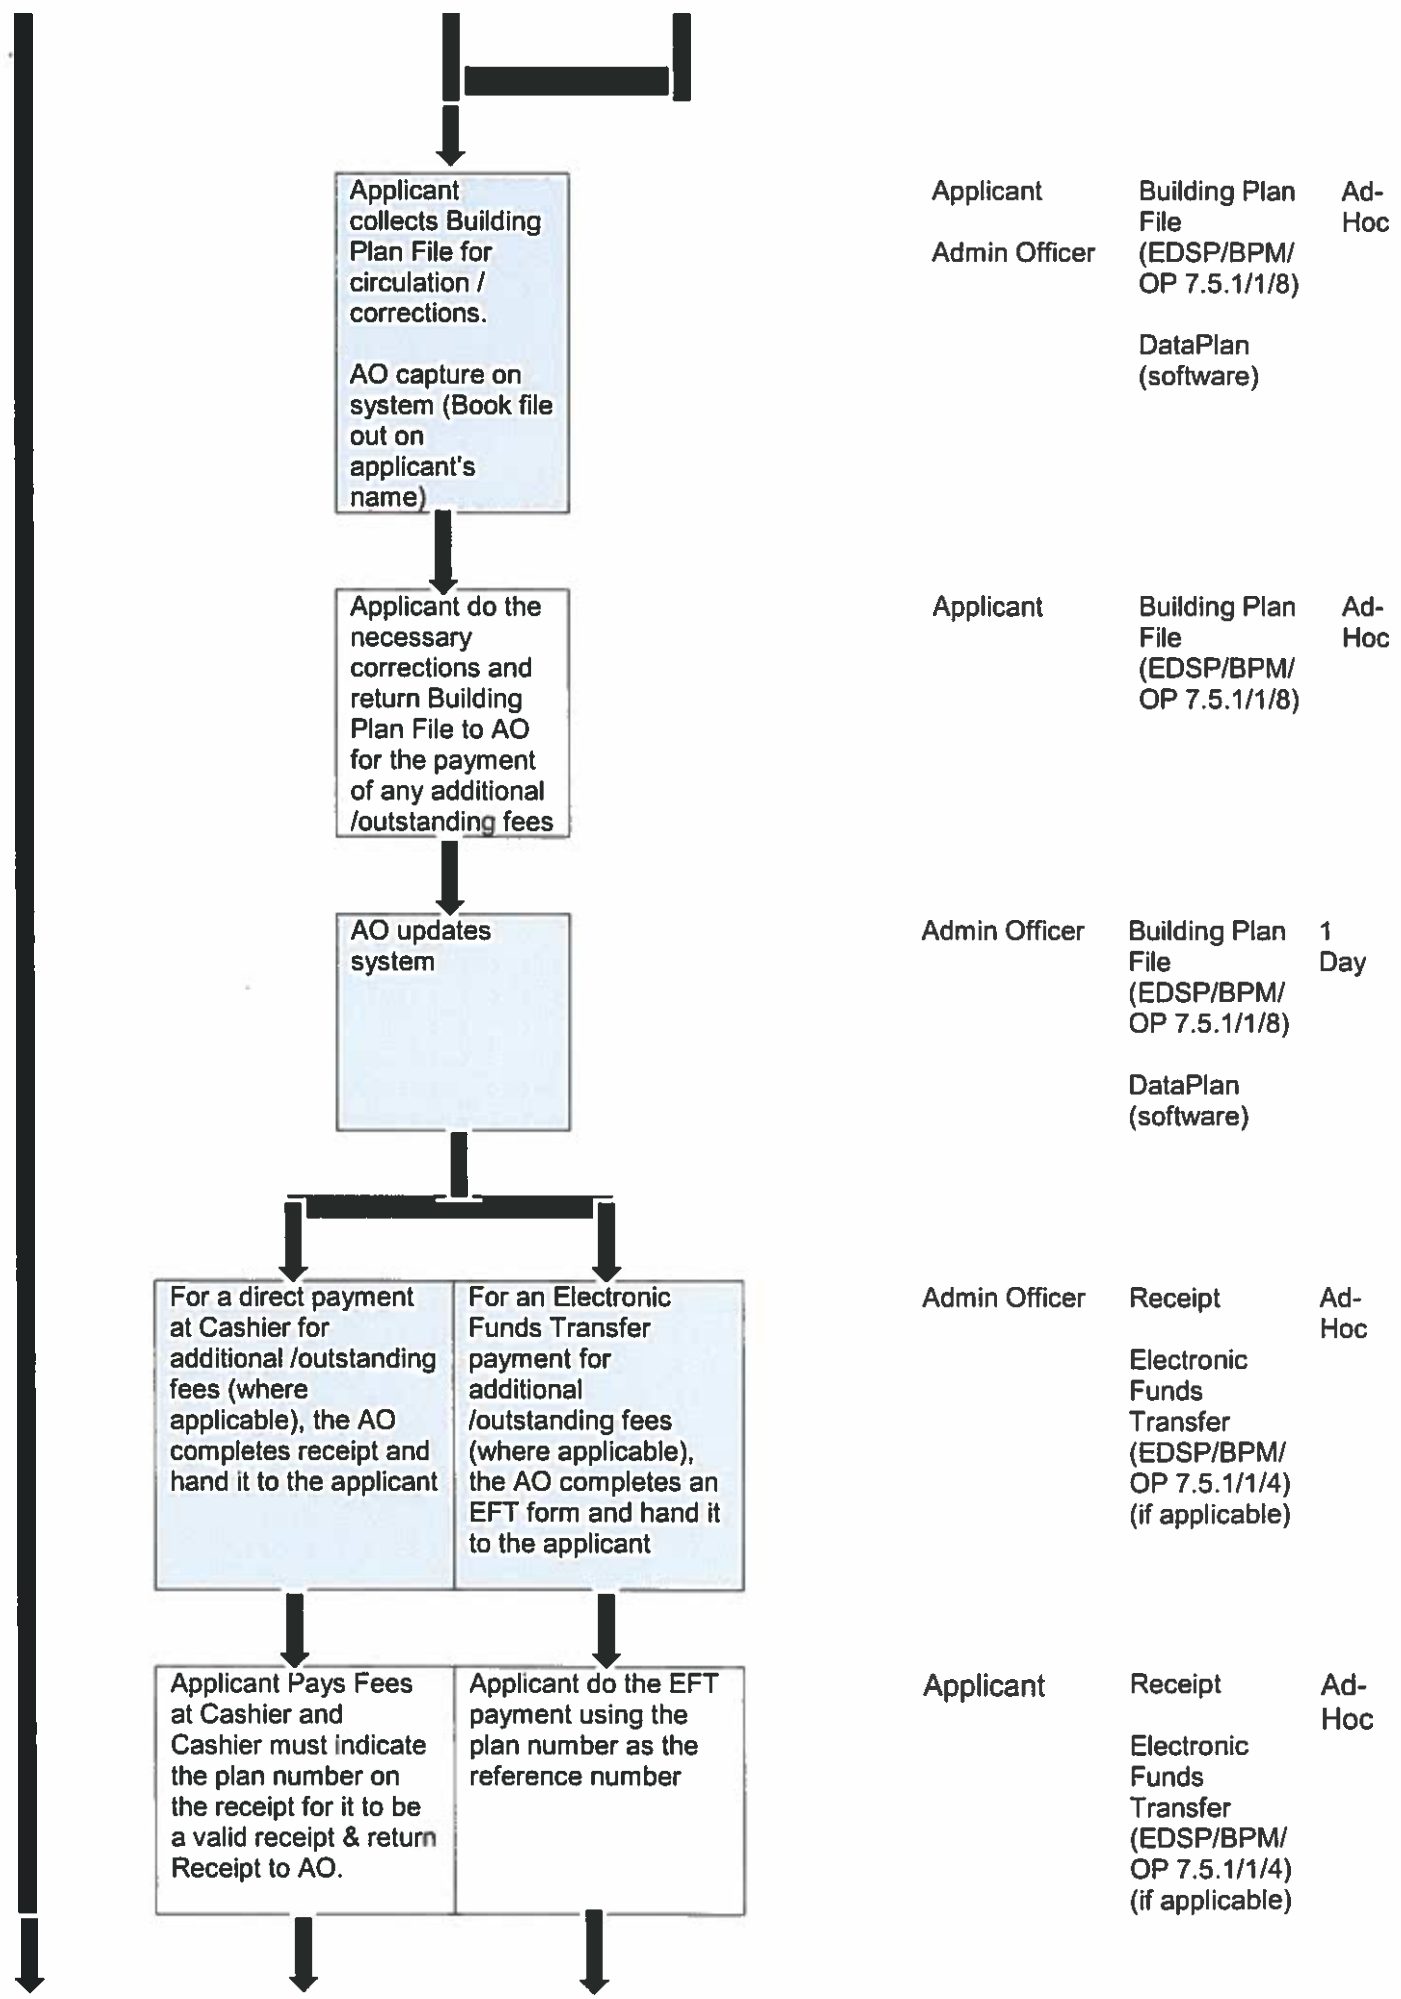 Applicant
collects Building
Plan File for
circulation /
corrections.
AO capture on
system (Book file
out on
applicant's
name)
Applicant
Admin Officer
Building Plan
File
(EDSP/BPM/
OP 7.5.1/1/8)
DataPlan
(software)
Ad-
Hoc
Applicant do the
necessary
corrections and
return Building
Plan File to AO
for the payment
of any additional
/outstanding fees
Applicant
Building Plan
File
(EDSP/BPM/
OP 7.5.1/1/8)
Ad-
Hoc
AO updates
system
Admin Officer
Building Plan
File
(EDSP/BPM/
OP 7.5.1/1/8)
DataPlan
(software)
1
Day
For a direct payment
at Cashier for
additional /outstanding
fees (where
applicable), the AO
completes receipt and
hand it to the applicant
For an Electronic
Funds Transfer
payment for
additional
/outstanding fees
(where applicable),
the AO completes an
EFT form and hand it
to the applicant
Admin Officer
Receipt
Electronic
Funds
Transfer
(EDSP/BPM/
OP 7.5.1/1/4)
(if applicable)
Ad-
Hoc
Applicant Pays Fees
at Cashier and
Cashier must indicate
the plan number on
the receipt for it to be
a valid receipt & return
Receipt to AO.
Applicant do the EFT
payment using the
plan number as the
reference number
Applicant
Receipt
Electronic
Funds
Transfer
(EDSP/BPM/
OP 7.5.1/1/4)
(if applicable)
Ad-
Hoc